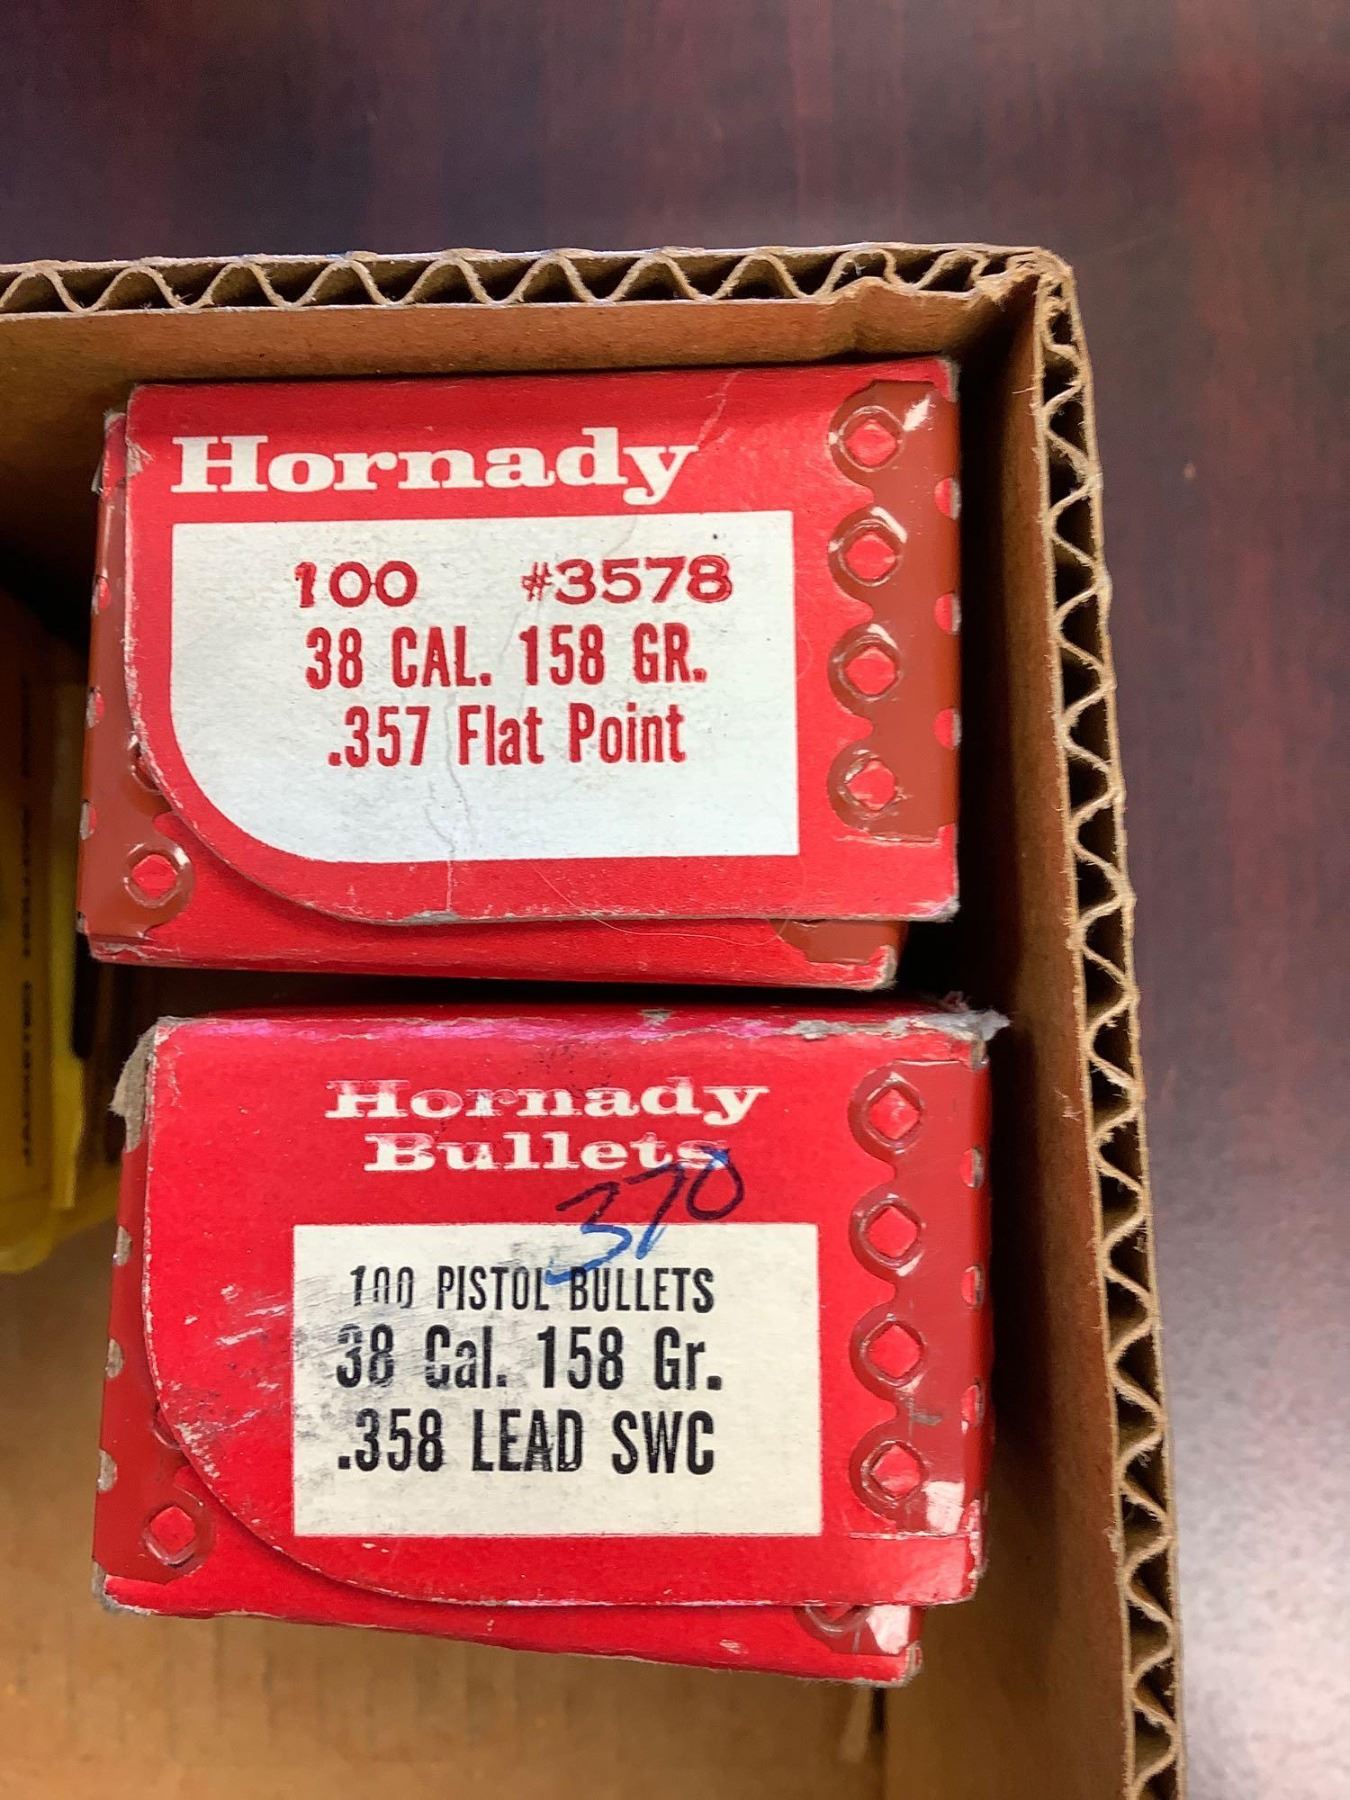 Hornady
100 #3578
38 CAL. 158 GR.
.357 Flat Point
Hornady
Bullets
370
100 PISTOL BULLETS
38 Cal. 158 Gr.
.358 LEAD SWC